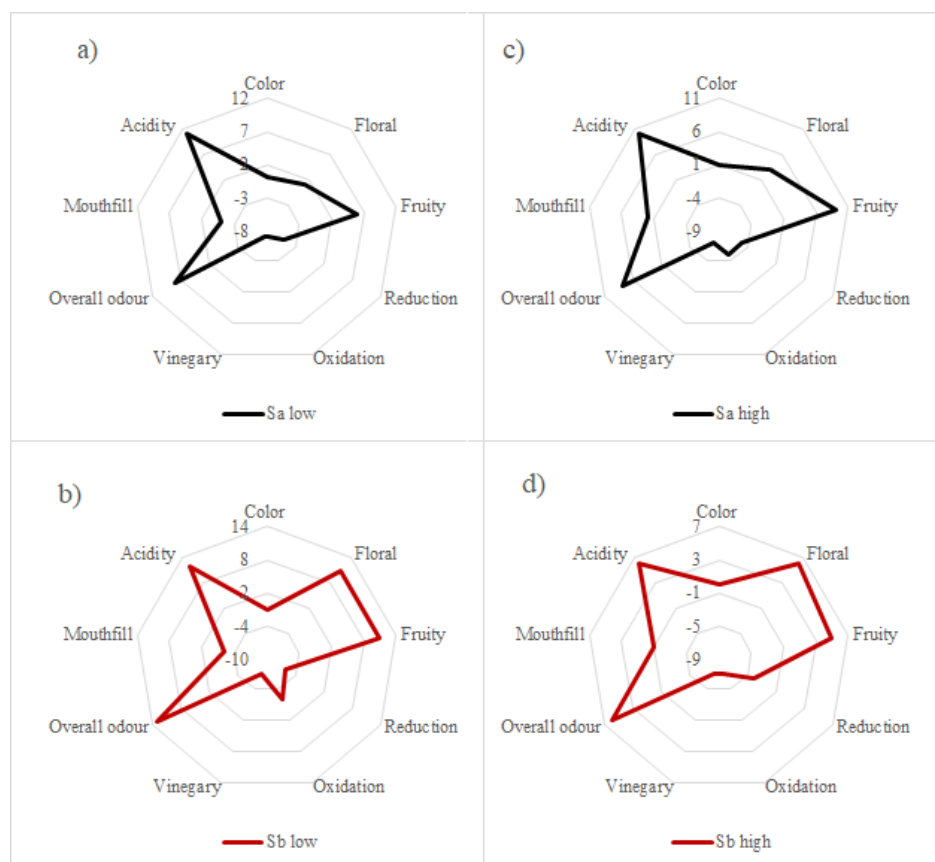 a)
Color
12
7
2
-3
-8
Floral
Fruity
Reduction
Oxidation
Vinegary
Overall odour
Mouthfill
Acidity
Sa low
c)
Color
11
6
1
-4
-9
Floral
Fruity
Reduction
Oxidation
Vinegary
Overall odour
Mouthfill
Acidity
Sa high
b)
Color
14
8
2
-4
-10
Floral
Fruity
Reduction
Oxidation
Vinegary
Overall odour
Mouthfill
Acidity
Sb low
d)
Color
7
3
-1
-5
-9
Floral
Fruity
Reduction
Oxidation
Vinegary
Overall odour
Mouthfill
Acidity
Sb high